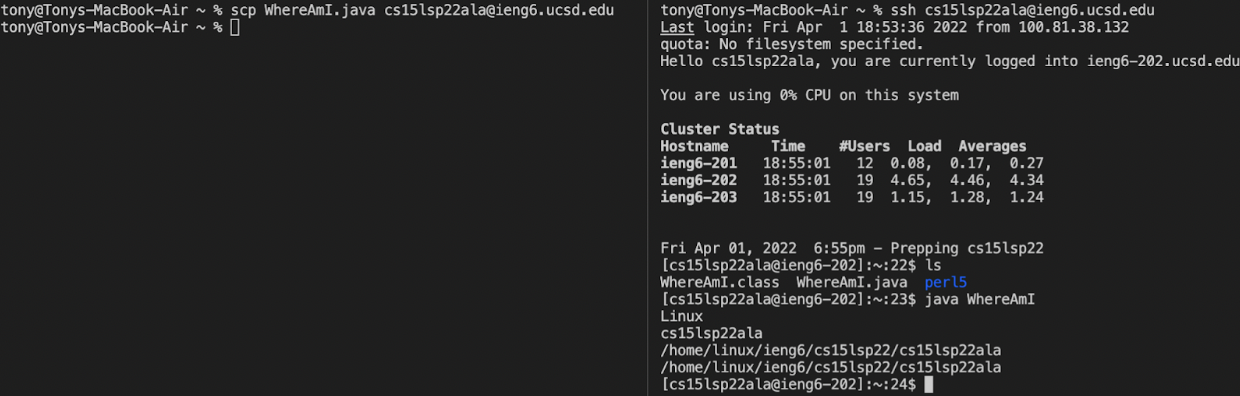 tony@Tonys-MacBook-Air ~ % scp WhereAmI.java cs15lsp22ala@ieng6.ucsd.edu
tony@Tonys-MacBook-Air ~ %
tony@Tonys-MacBook-Air ~ % ssh cs15lsp22ala@ieng6.ucsd.edu
Last login: Fri Apr  1 18:53:36 2022 from 100.81.38.132
quota: No filesystem specified.
Hello cs15lsp22ala, you are currently logged into ieng6-202.ucsd.edu
You are using 0% CPU on this system
Cluster Status
Hostname     Time    #Users  Load  Averages
ieng6-201   18:55:01   12  0.08,  0.17,  0.27
ieng6-202   18:55:01   19  4.65,  4.46,  4.34
ieng6-203   18:55:01   19  1.15,  1.28,  1.24
Fri Apr 01, 2022  6:55pm - Prepping cs15lsp22
[cs15lsp22ala@ieng6-202]:~:22$ ls
WhereAmI.class  WhereAmI.java  perl5
[cs15lsp22ala@ieng6-202]:~:23$ java WhereAmI
Linux
cs15lsp22ala
/home/linux/ieng6/cs15lsp22/cs15lsp22ala
/home/linux/ieng6/cs15lsp22/cs15lsp22ala
[cs15lsp22ala@ieng6-202]:~:24$